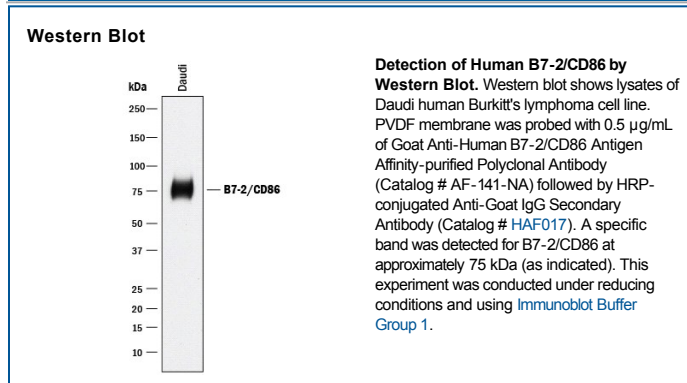 Western Blot
kDa
Daudi
250
150
100
75
B7-2/CD86
50
37
25
20
15
10
Detection of Human B7-2/CD86 by
Western Blot. Western blot shows lysates of
Daudi human Burkitt's lymphoma cell line.
PVDF membrane was probed with 0.5 µg/mL
of Goat Anti-Human B7-2/CD86 Antigen
Affinity-purified Polyclonal Antibody
(Catalog # AF-141-NA) followed by HRP-
conjugated Anti-Goat IgG Secondary
Antibody (Catalog # HAF017). A specific
band was detected for B7-2/CD86 at
approximately 75 kDa (as indicated). This
experiment was conducted under reducing
conditions and using Immunoblot Buffer
Group 1.